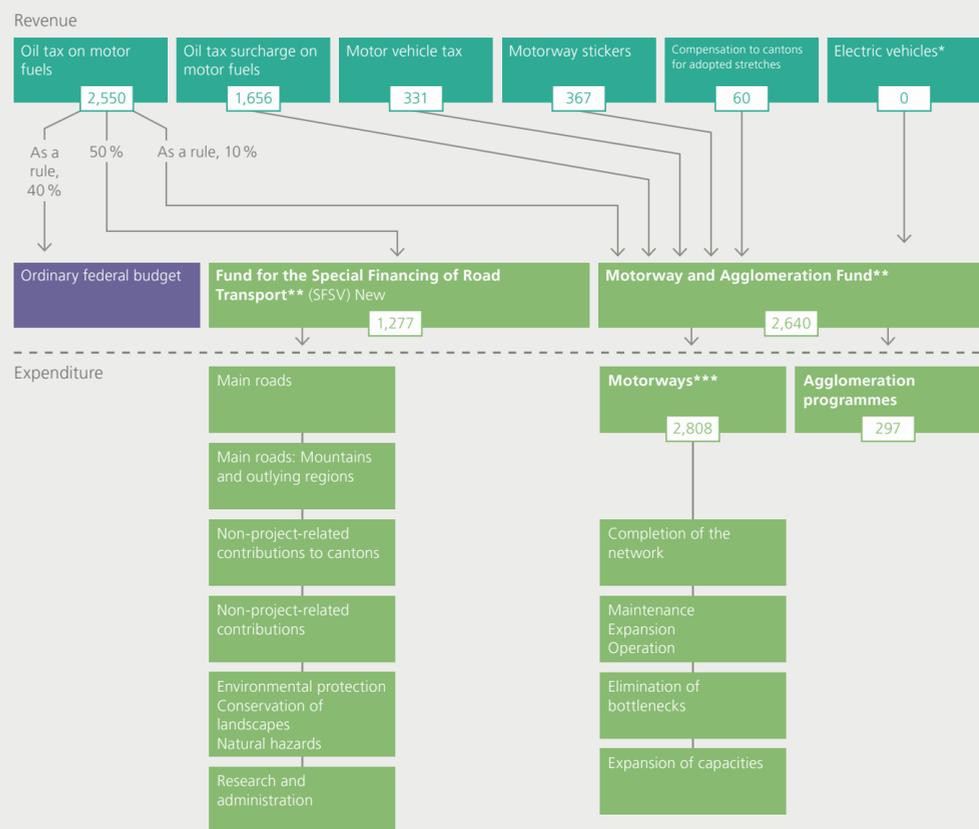 Revenue
Oil tax on motor
fuels
2,550
Oil tax surcharge on
motor fuels
1,656
Motor vehicle tax
331
Motorway stickers
367
Compensation to cantons
for adopted stretches
60
Electric vehicles*
0
As a
rule,
40 %
50 %
As a rule, 10 %
Ordinary federal budget
Fund for the Special Financing of Road
Transport** (SFSV) New
1,277
Motorway and Agglomeration Fund**
2,640
Expenditure
Main roads
Main roads: Mountains
and outlying regions
Non-project-related
contributions to cantons
Non-project-related
contributions
Environmental protection
Conservation of
landscapes
Natural hazards
Research and
administration
Motorways***
2,808
Completion of the
network
Maintenance
Expansion
Operation
Elimination of
bottlenecks
Expansion of capacities
Agglomeration
programmes
297